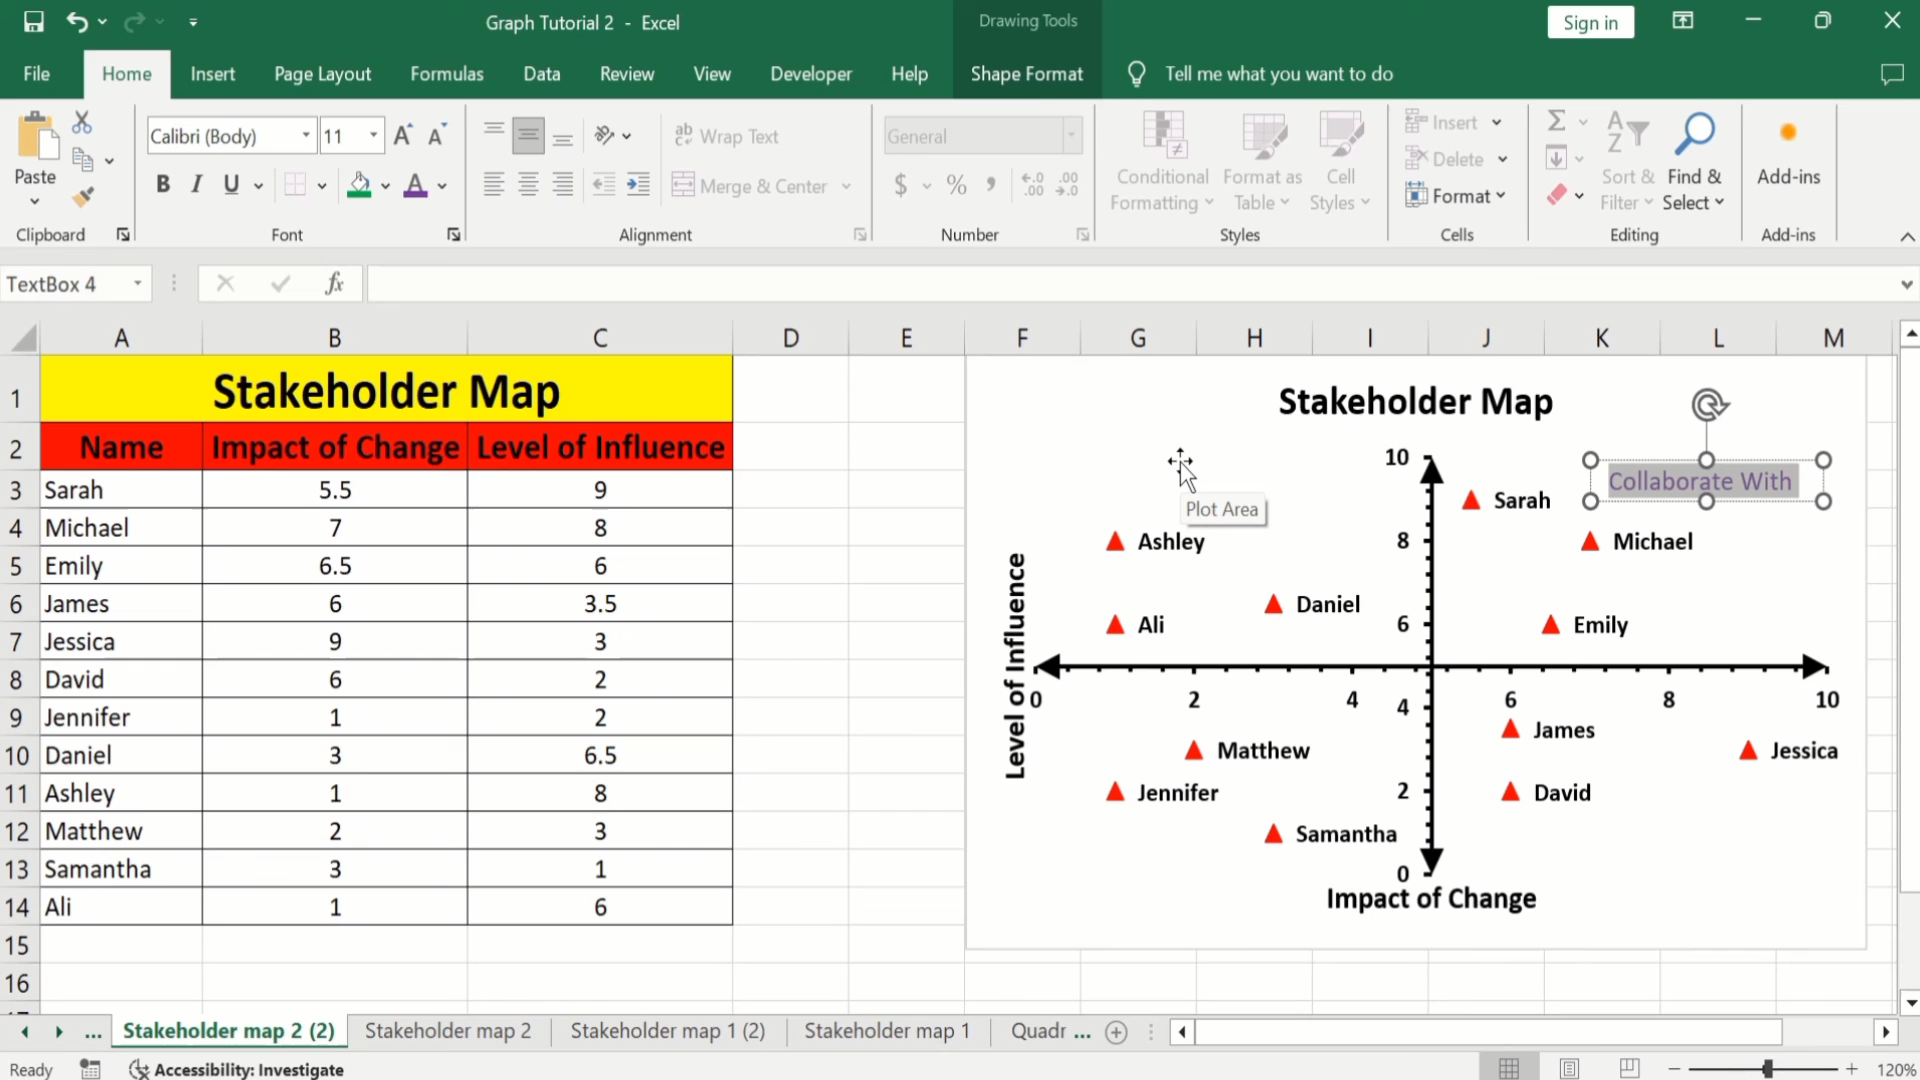 Graph Tutorial 2 - Excel
Drawing Tools
Sign in
File Home Insert Page Layout Formulas Data Review View Developer Help Shape Format Tell me what you want to do
Paste
Clipboard
Calibri (Body) 11
B I U A
Font
ab Wrap Text
Merge & Center
Alignment
General
$ % ,
Number
Conditional Formatting
Format as Table
Cell Styles
Styles
Insert
Delete
Format
Cells
Sort & Filter
Find & Select
Editing
Add-ins
Add-ins
TextBox 4
fx
A B C D E F G H I J K L M
1 Stakeholder Map
2 Name Impact of Change Level of Influence
3 Sarah 5.5 9
4 Michael 7 8
5 Emily 6.5 6
6 James 6 3.5
7 Jessica 9 3
8 David 6 2
9 Jennifer 1 2
10 Daniel 3 6.5
11 Ashley 1 8
12 Matthew 2 3
13 Samantha 3 1
14 Ali 1 6
15
16
Stakeholder Map
10
Collaborate With
Sarah
Plot Area
Ashley
8
Michael
Daniel
Ali
6
Emily
Level of Influence
0 2 4 4 6 8 10
James
Matthew
Jessica
Jennifer
2
David
Samantha
0
Impact of Change
... Stakeholder map 2 (2) Stakeholder map 2 Stakeholder map 1 (2) Stakeholder map 1 Quadr ...
Ready Accessibility: Investigate 120%